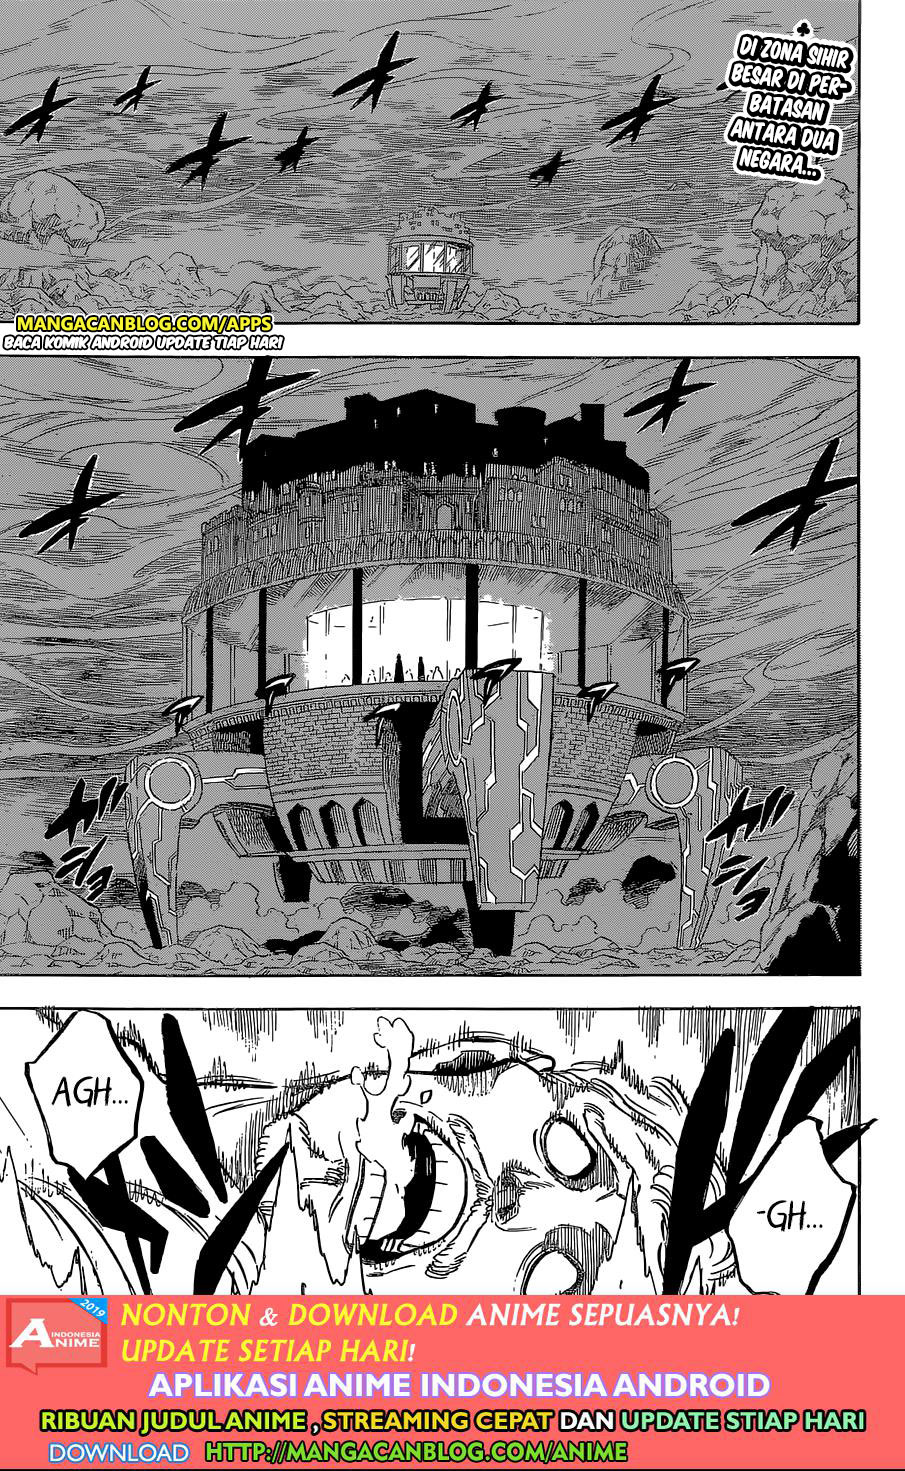 DI ZONA SIHIR
BESAR DI PER-
BATASAN
ANTARA DUA
NEGARA...
MANGACANBLOG.COM/APPS
BACA KOMIK ANDROID UPDATE TIAP HARI
AGH...
-GH...
2019
INDONESIA
ANIME
NONTON & DOWNLOAD ANIME SEPUASNYA!
UPDATE SETIAP HARI!
APLIKASI ANIME INDONESIA ANDROID
RIBUAN JUDUL ANIME , STREAMING CEPAT DAN UPDATE STIAP HARI
DOWNLOAD HTTP://MANGACANBLOG.COM/ANIME